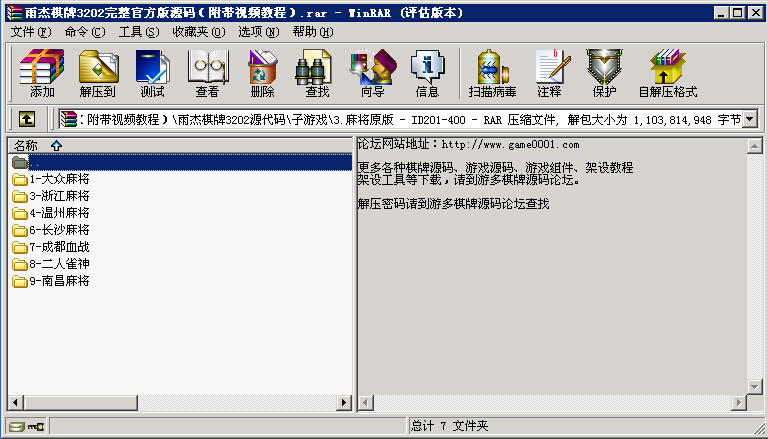 雨杰棋牌3202完整官方版源码（附带视频教程）.rar - WinRAR (评估版本)
文件(F) 命令(C) 工具(S) 收藏夹(O) 选项(N) 帮助(H)
添加 解压到 测试 查看 删除 查找 向导 信息 扫描病毒 注释 保护 自解压格式
：附带视频教程）\雨杰棋牌3202源代码\子游戏\3.麻将原版 - ID201-400 - RAR 压缩文件, 解包大小为 1,103,814,948 字节
名称
..
1-大众麻将
3-浙江麻将
4-温州麻将
6-长沙麻将
7-成都血战
8-二人雀神
9-南昌麻将
论坛网站地址：http://www.game0001.com
更多各种棋牌源码、游戏源码、游戏组件、架设教程
架设工具等下载，请到游多棋牌源码论坛。
解压密码请到游多棋牌源码论坛查找
总计 7 文件夹